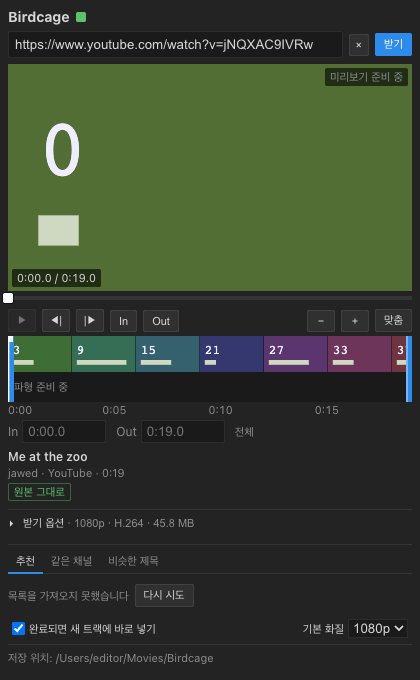 Birdcage
https://www.youtube.com/watch?v=jNQXAC9IVRw × 받기
미리보기 준비 중
0
0:00.0 / 0:19.0
In Out − + 맞춤
3 9 15 21 27 33 3
파형 준비 중
0:00 0:05 0:10 0:15
In 0:00.0 Out 0:19.0 전체
Me at the zoo
jawed · YouTube · 0:19
원본 그대로
받기 옵션 · 1080p · H.264 · 45.8 MB
추천 같은 채널 비슷한 제목
목록을 가져오지 못했습니다 다시 시도
완료되면 새 트랙에 바로 넣기 기본 화질 1080p
저장 위치: /Users/editor/Movies/Birdcage